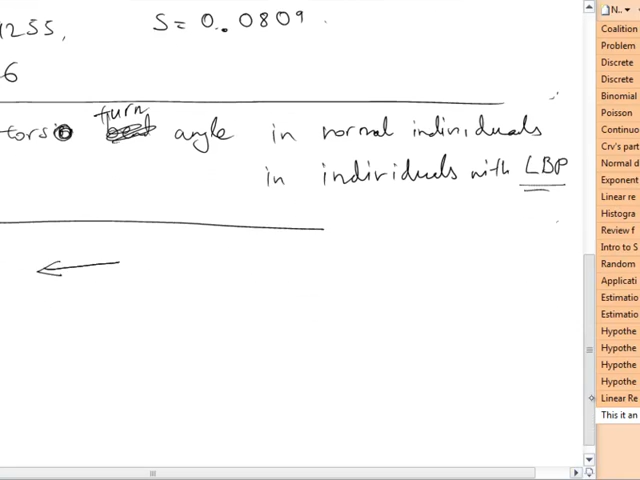 1255, S = 0.0809
6
turn
torso angle in normal individuals
in individuals with LBP
N..
Coalition
Problem
Discrete
Discrete
Binomial
Poisson
Continuo
Crv's part
Normal d
Exponent
Linear re
Histogra
Review f
Intro to S
Random
Applicati
Estimatio
Estimatio
Hypothe
Hypothe
Hypothe
Hypothe
Linear Re
This it an